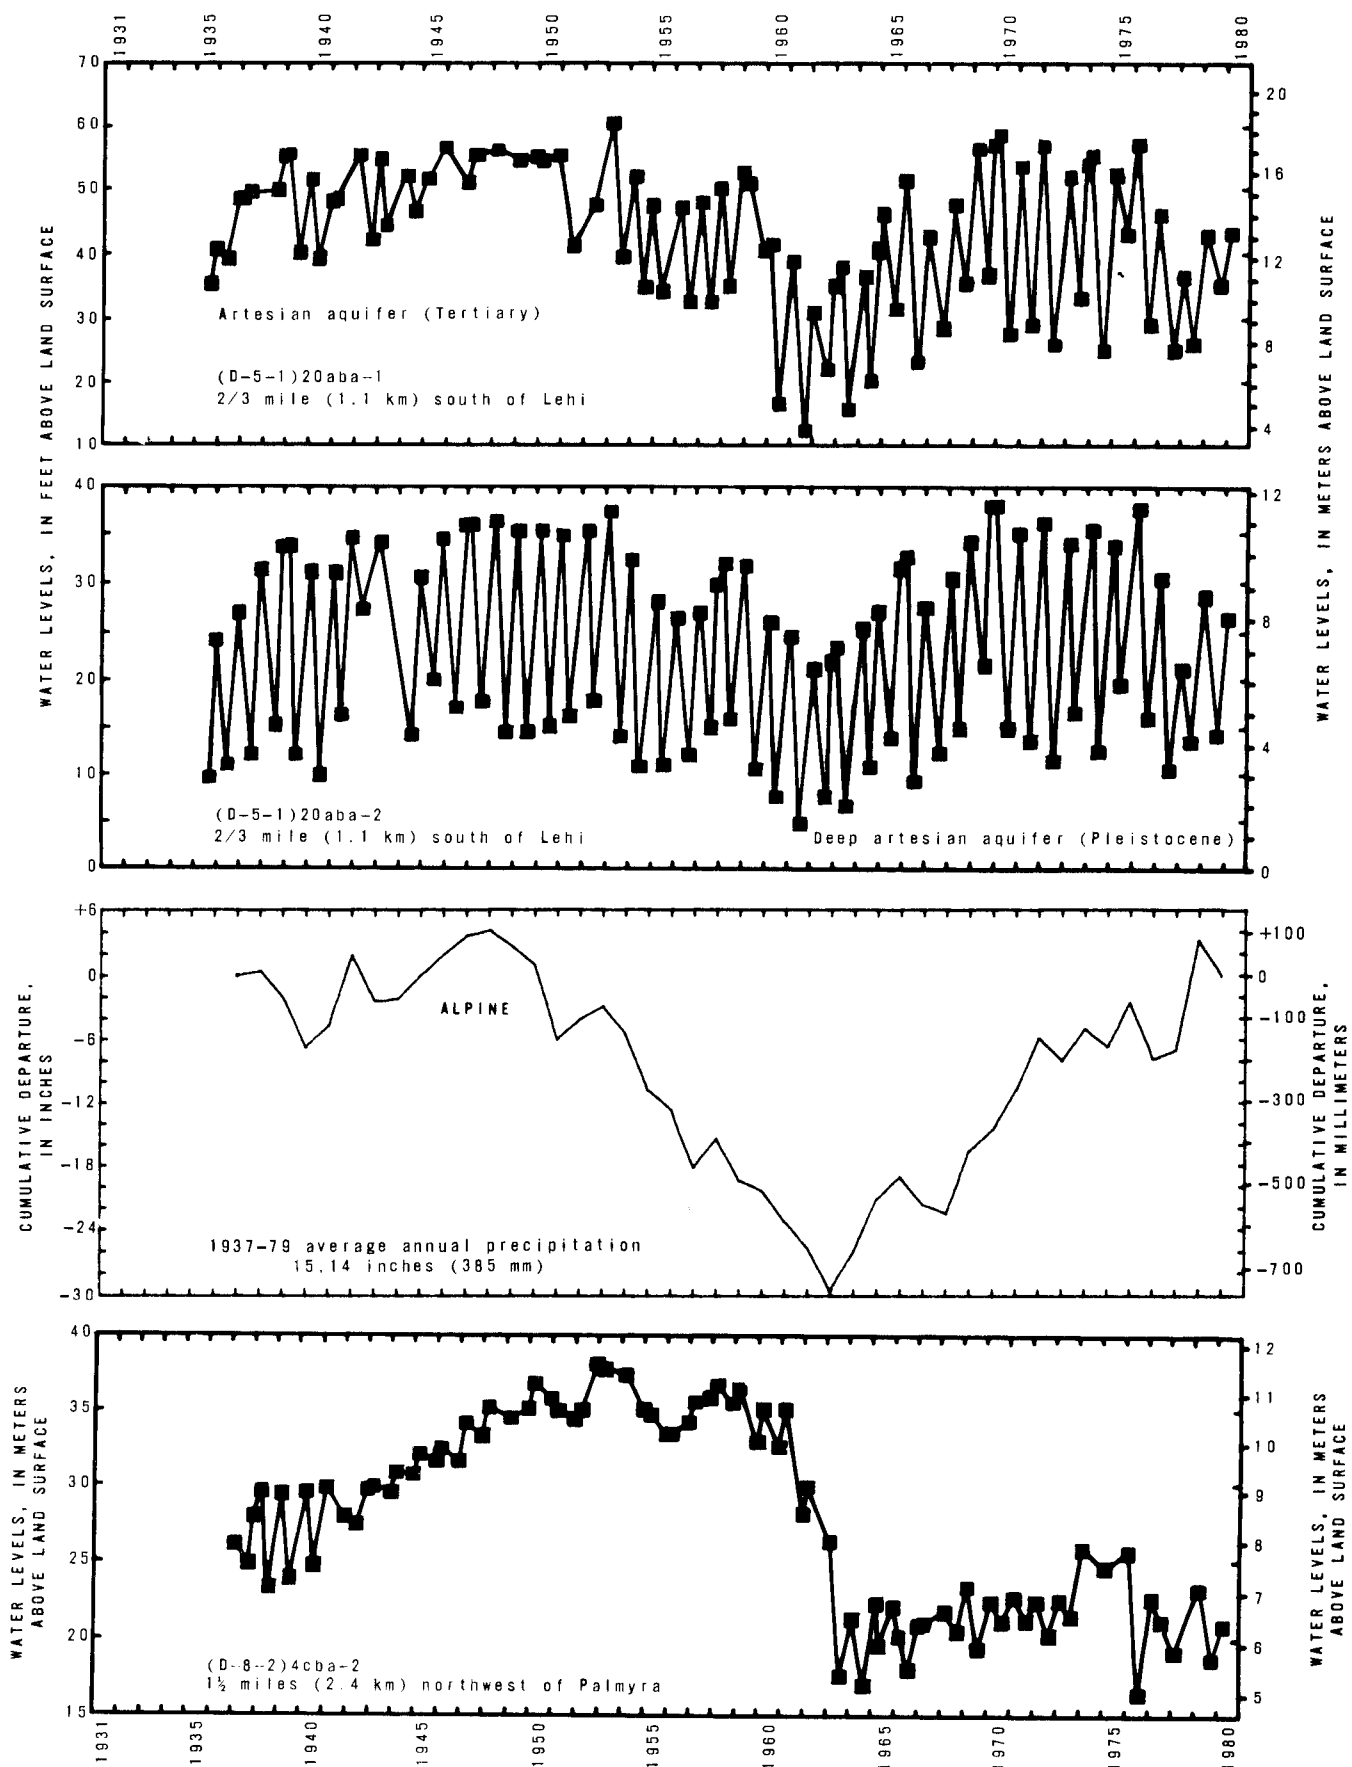 1931 1935 1940 1945 1950 1955 1960 1965 1970 1975 1980
70
60
50
40
30
20
10
20
16
12
8
4
WATER LEVELS, IN FEET ABOVE LAND SURFACE
WATER LEVELS, IN METERS ABOVE LAND SURFACE
Artesian aquifer (Tertiary)
(D-5-1)20aba-1
2/3 mile (1.1 km) south of Lehi
40
30
20
10
0
12
8
4
0
(D-5-1)20aba-2
2/3 mile (1.1 km) south of Lehi
Deep artesian aquifer (Pleistocene)
+6
0
-6
-12
-18
-24
-30
+100
0
-100
-300
-500
-700
CUMULATIVE DEPARTURE,
IN INCHES
CUMULATIVE DEPARTURE,
IN MILLIMETERS
ALPINE
1937-79 average annual precipitation
15.14 inches (385 mm)
40
35
30
25
20
15
12
11
10
9
8
7
6
5
WATER LEVELS, IN METERS
ABOVE LAND SURFACE
WATER LEVELS, IN METERS
ABOVE LAND SURFACE
(D-8-2)4cba-2
1½ miles (2.4 km) northwest of Palmyra
1931 1935 1940 1945 1950 1955 1960 1965 1970 1975 1980